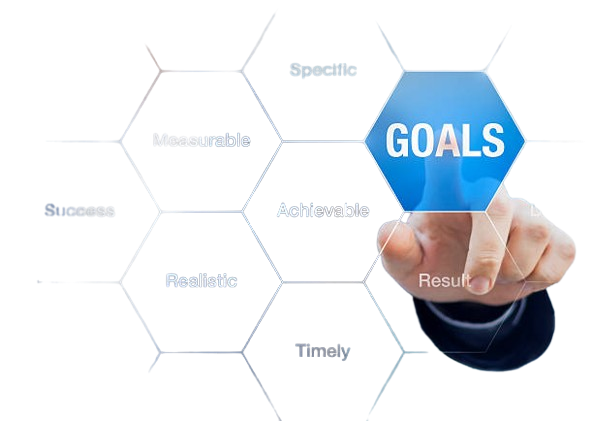 Specific
GOALS
Measurable
Success
Achievable
Realistic
Result
Timely